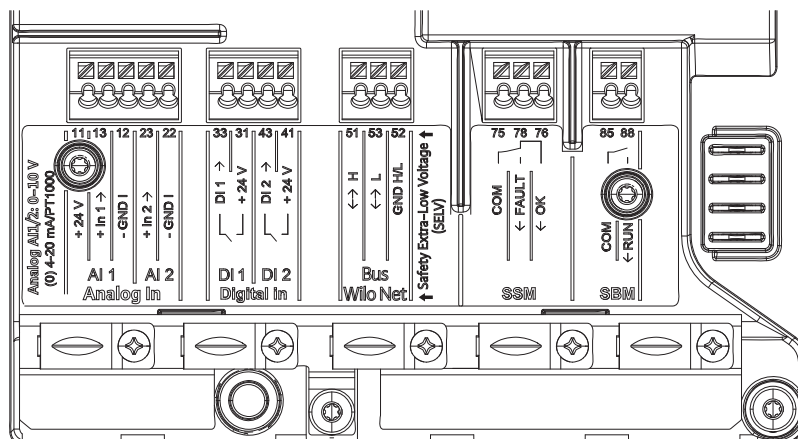 11 13 12 23 22
33 31 43 41
51 53 52
75 78 76
85 88
Analog AI1/2: 0–10 V
(0) 4-20 mA/PT1000
+ 24 V
+ In 1 →
- GND I
+ In 2 →
- GND I
AI 1 AI 2
Analog In
DI 1 →
+ 24 V
DI 2 →
+ 24 V
DI 1 DI 2
Digital in
↔ H
↔ L
GND H/L
Bus
Wilo Net
↑ Safety Extra-Low Voltage ↑
(SELV)
COM
← FAULT
← OK
SSM
COM
← RUN
SBM